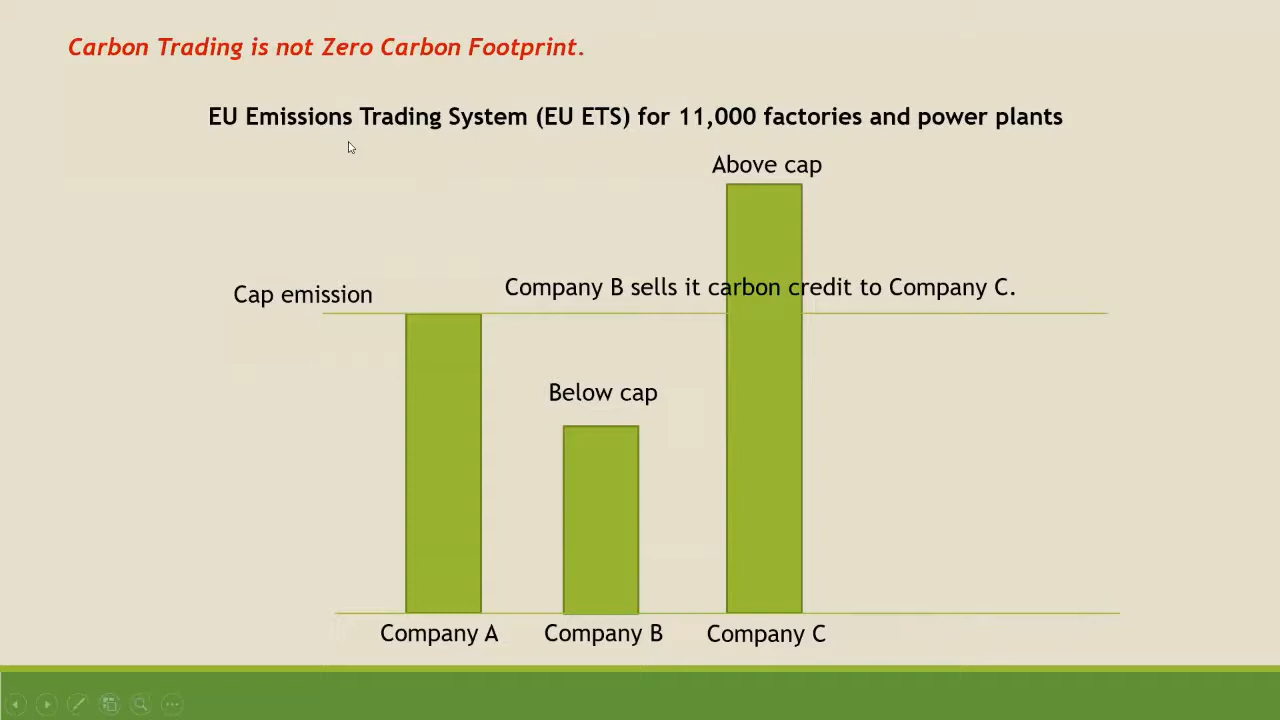 Carbon Trading is not Zero Carbon Footprint.
EU Emissions Trading System (EU ETS) for 11,000 factories and power plants
Above cap
Company B sells it carbon credit to Company C.
Cap emission
Below cap
Company A
Company B
Company C